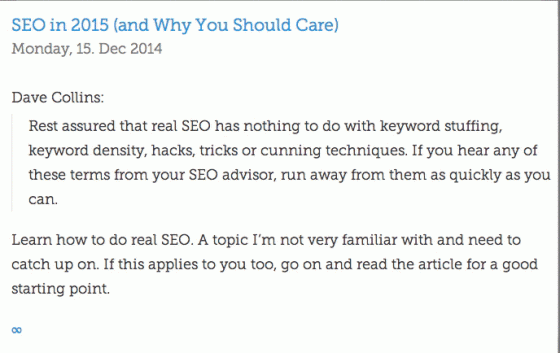 SEO in 2015 (and Why You Should Care)
Monday, 15. Dec 2014
Dave Collins:
Rest assured that real SEO has nothing to do with keyword stuffing,
keyword density, hacks, tricks or cunning techniques. If you hear any of
these terms from your SEO advisor, run away from them as quickly as you
can.
Learn how to do real SEO. A topic I'm not very familiar with and need to
catch up on. If this applies to you too, go on and read the article for a good
starting point.
∞